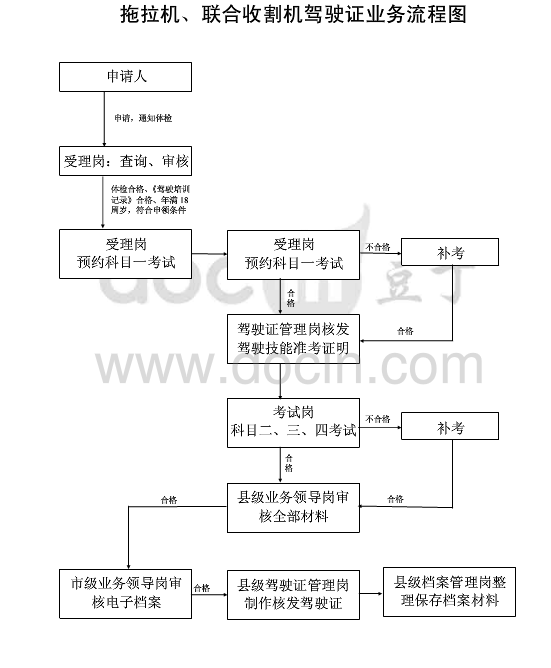 拖拉机、联合收割机驾驶证业务流程图
申请人
申请，通知体检
受理岗：查询、审核
体检合格、《驾驶培训
记录》合格、年满18
周岁，符合申领条件
受理岗
预约科目一考试
受理岗
预约科目一考试
不合格
补考
合格
合格
驾驶证管理岗核发
驾驶技能准考证明
考试岗
科目二、三、四考试
不合格
补考
合格
合格
县级业务领导岗审
核全部材料
合格
市级业务领导岗审
核电子档案
合格
县级驾驶证管理岗
制作核发驾驶证
县级档案管理岗整
理保存档案材料
docin 豆丁
www.docin.com